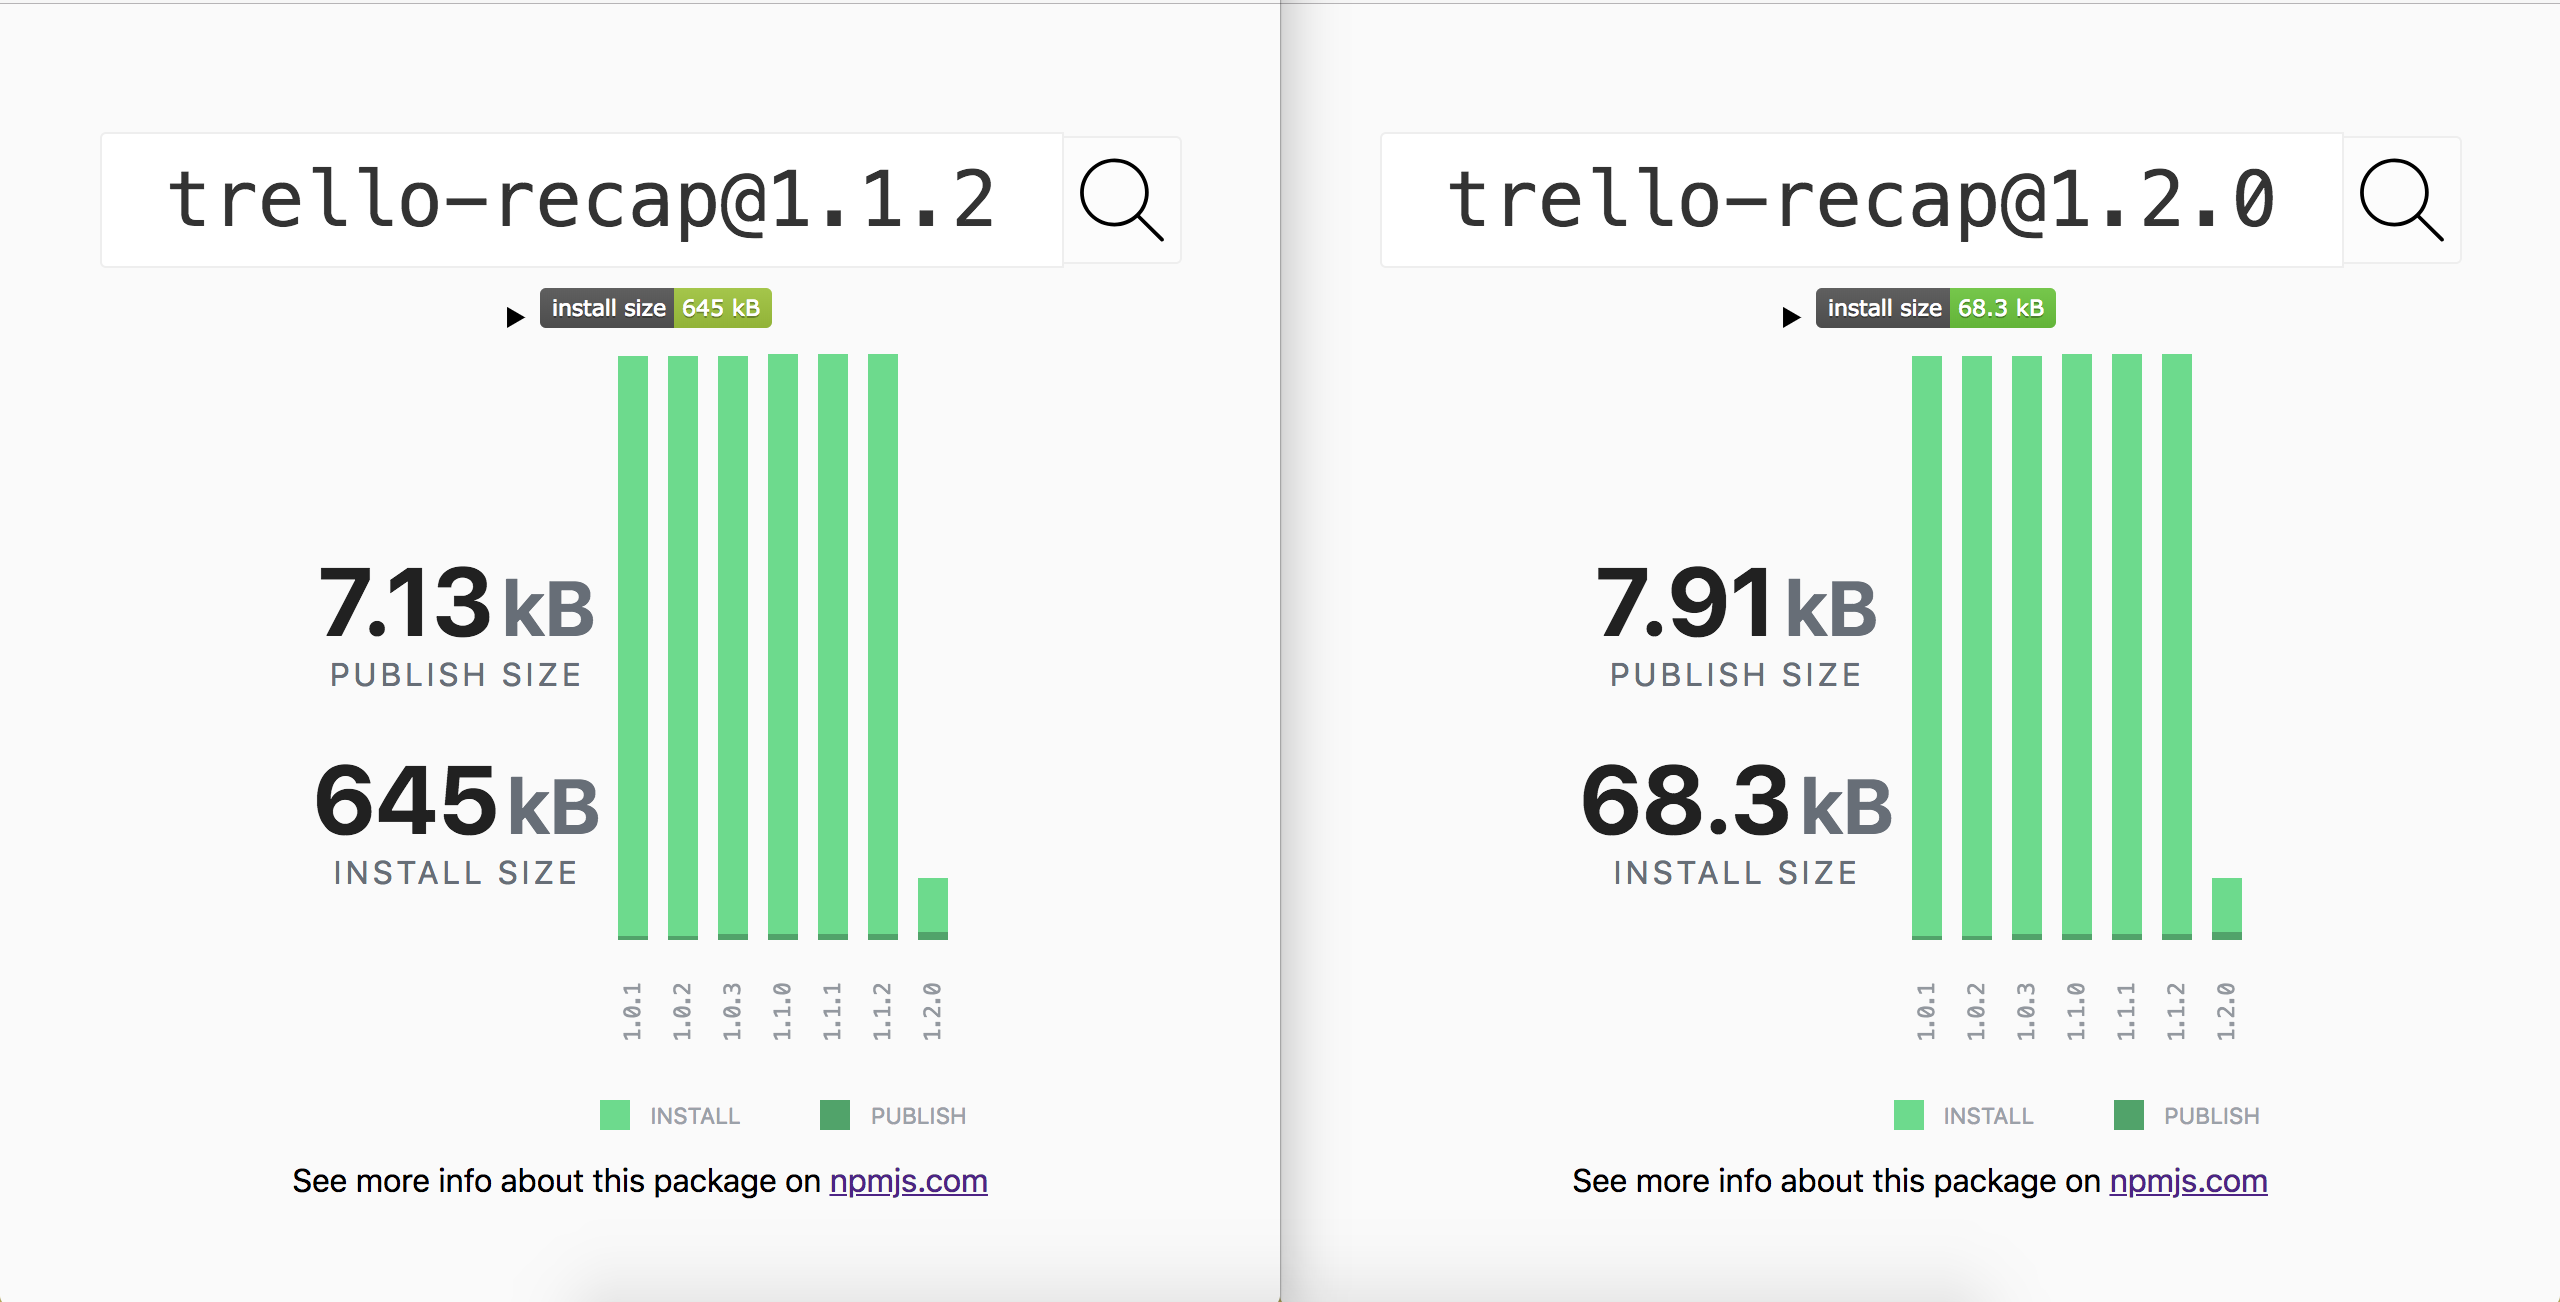 trello-recap@1.1.2
install size 645 kB
7.13 kB
PUBLISH SIZE
645 kB
INSTALL SIZE
1.0.1
1.0.2
1.0.3
1.1.0
1.1.1
1.1.2
1.2.0
INSTALL
PUBLISH
See more info about this package on npmjs.com
trello-recap@1.2.0
install size 68.3 kB
7.91 kB
PUBLISH SIZE
68.3 kB
INSTALL SIZE
1.0.1
1.0.2
1.0.3
1.1.0
1.1.1
1.1.2
1.2.0
INSTALL
PUBLISH
See more info about this package on npmjs.com